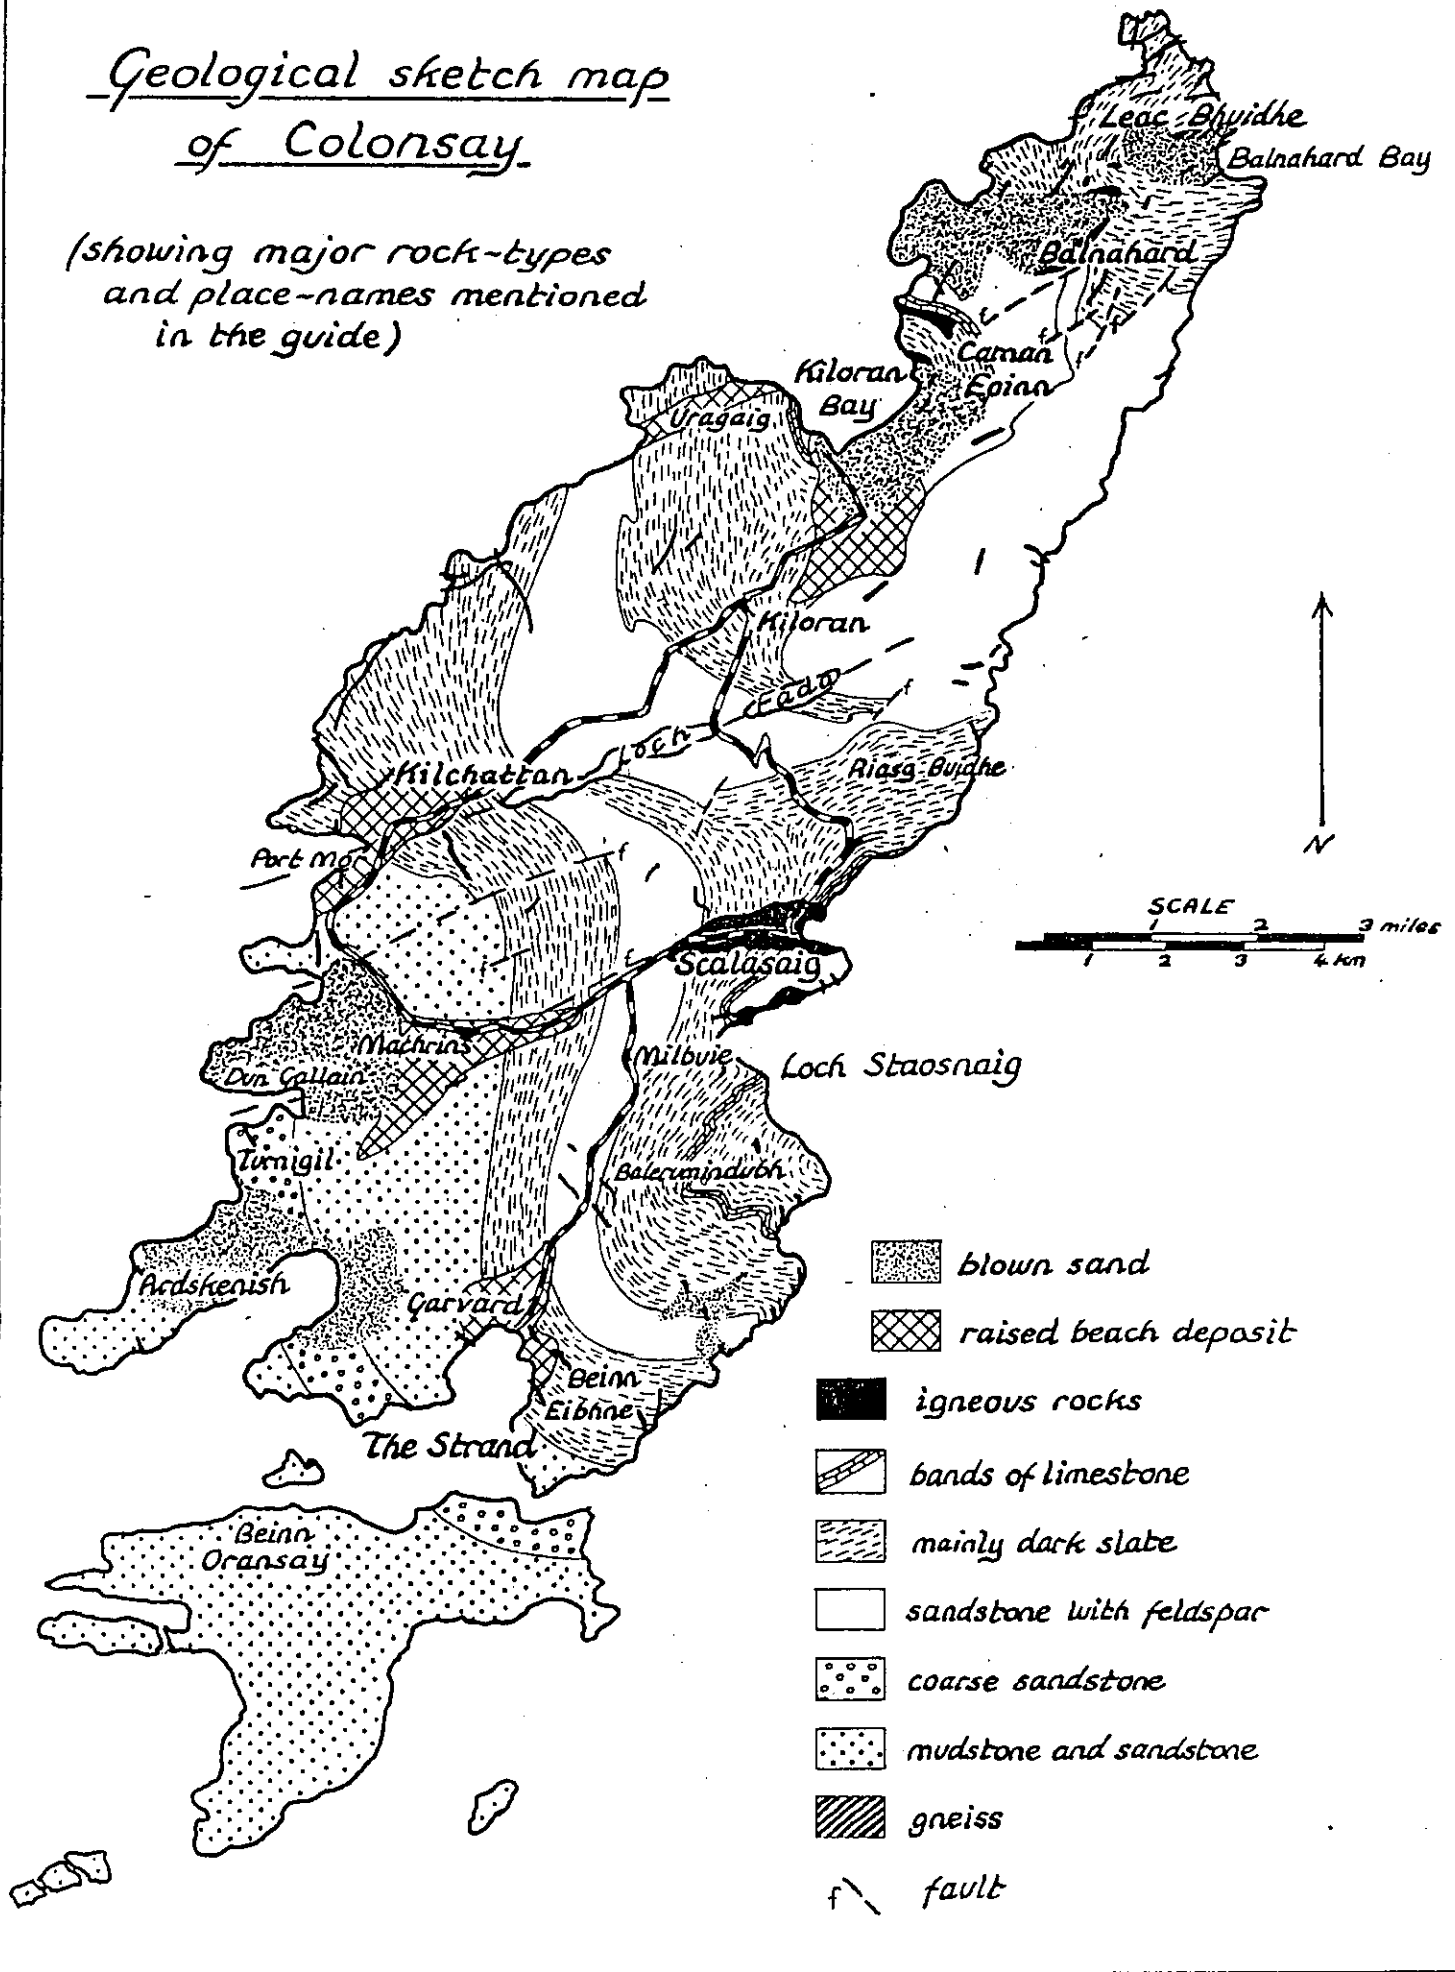 Geological sketch map
of Colonsay
(showing major rock-types
and place-names mentioned
in the guide)
f Leac-Bhuidhe
Balnahard Bay
Balnahard
f
f
f
f
Caman
Eoinn
Kiloran
Bay
Uragaig
Kiloran
Loch Fada
f
Kilchattan
Riasg-Buidhe
Port Mor
f
f
f
Scalasaig
Machrins
Dun Gallain
Milbuie
Loch Staosnaig
Turnigil
Balerumindubh
Ardskenish
Garvard
Beinn
Eibhne
The Strand
Beinn
Oransay
N
SCALE
1 2 3 miles
1 2 3 4 km
blown sand
raised beach deposit
igneous rocks
bands of limestone
mainly dark slate
sandstone with feldspar
coarse sandstone
mudstone and sandstone
gneiss
f fault